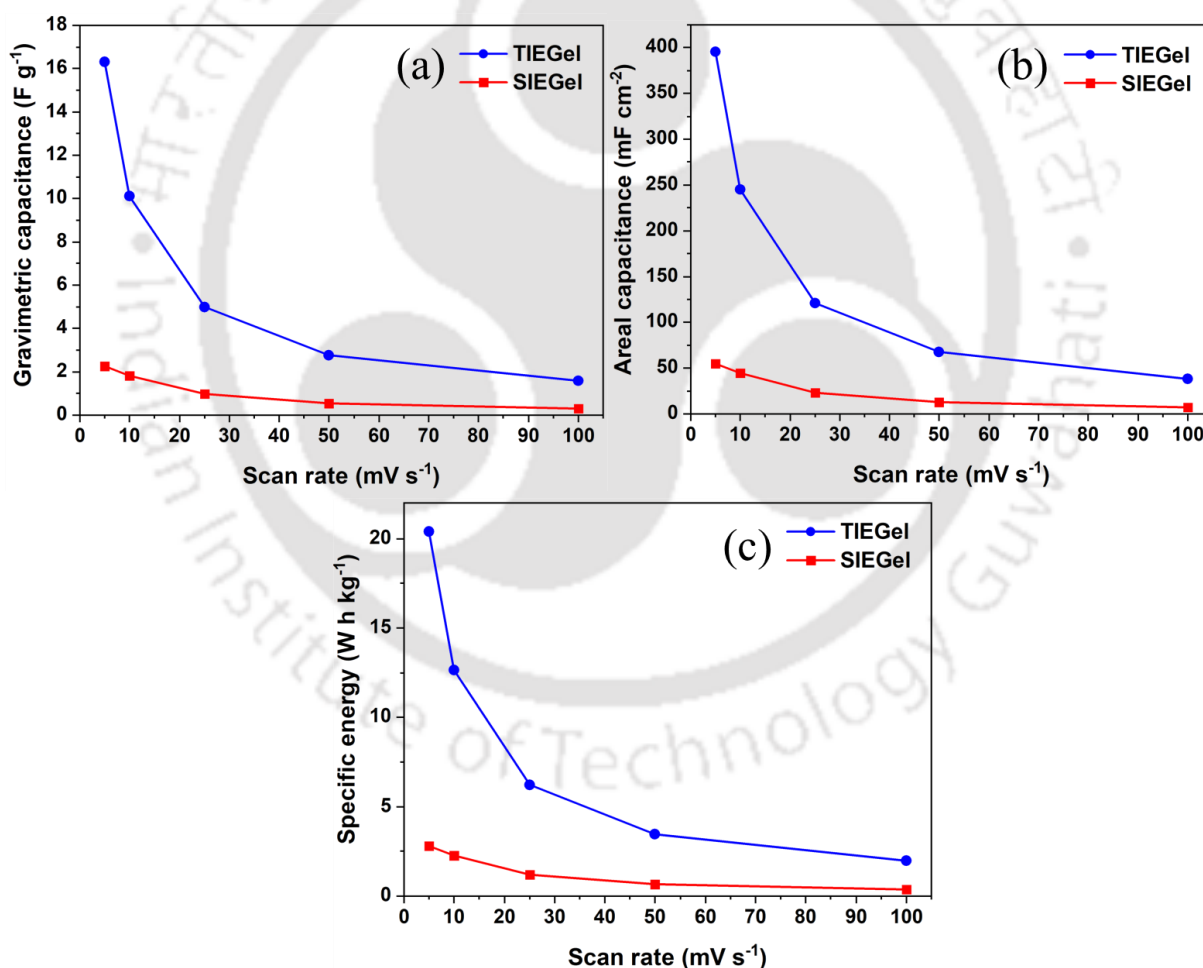 (a)
TIEGel
SIEGel
Gravimetric capacitance (F g⁻¹)
18
16
14
12
10
8
6
4
2
0
0 10 20 30 40 50 60 70 80 90 100
Scan rate (mV s⁻¹)
(b)
TIEGel
SIEGel
Areal capacitance (mF cm⁻²)
400
350
300
250
200
150
100
50
0
0 10 20 30 40 50 60 70 80 90 100
Scan rate (mV s⁻¹)
(c)
TIEGel
SIEGel
Specific energy (W h kg⁻¹)
20
15
10
5
0
0 10 20 30 40 50 60 70 80 90 100
Scan rate (mV s⁻¹)
Indian Institute of Technology Guwahati